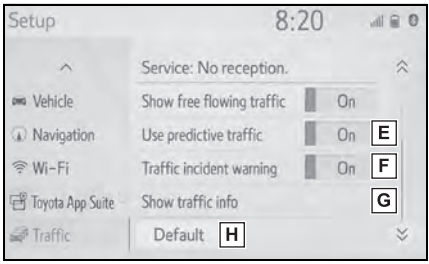 Setup 8:20
Service: No reception.
Vehicle Show free flowing traffic On
Navigation Use predictive traffic On E
Wi-Fi Traffic incident warning On F
Toyota App Suite Show traffic info G
Traffic Default H